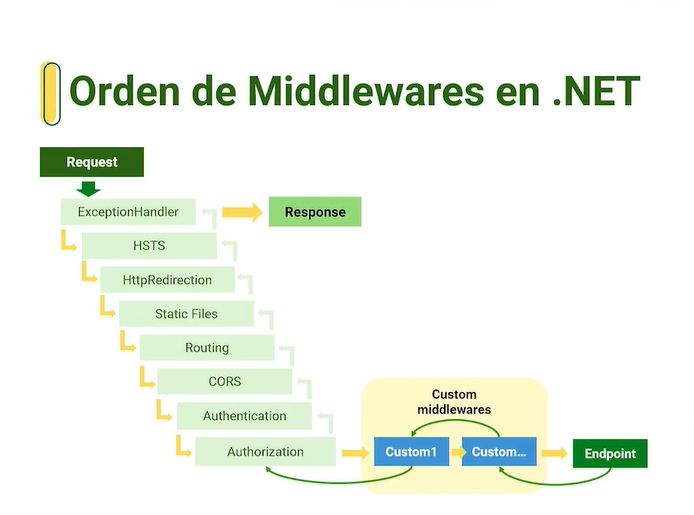 Orden de Middlewares en .NET
Request
ExceptionHandler
Response
HSTS
HttpRedirection
Static Files
Routing
CORS
Custom
middlewares
Authentication
Authorization
Custom1
Custom...
Endpoint